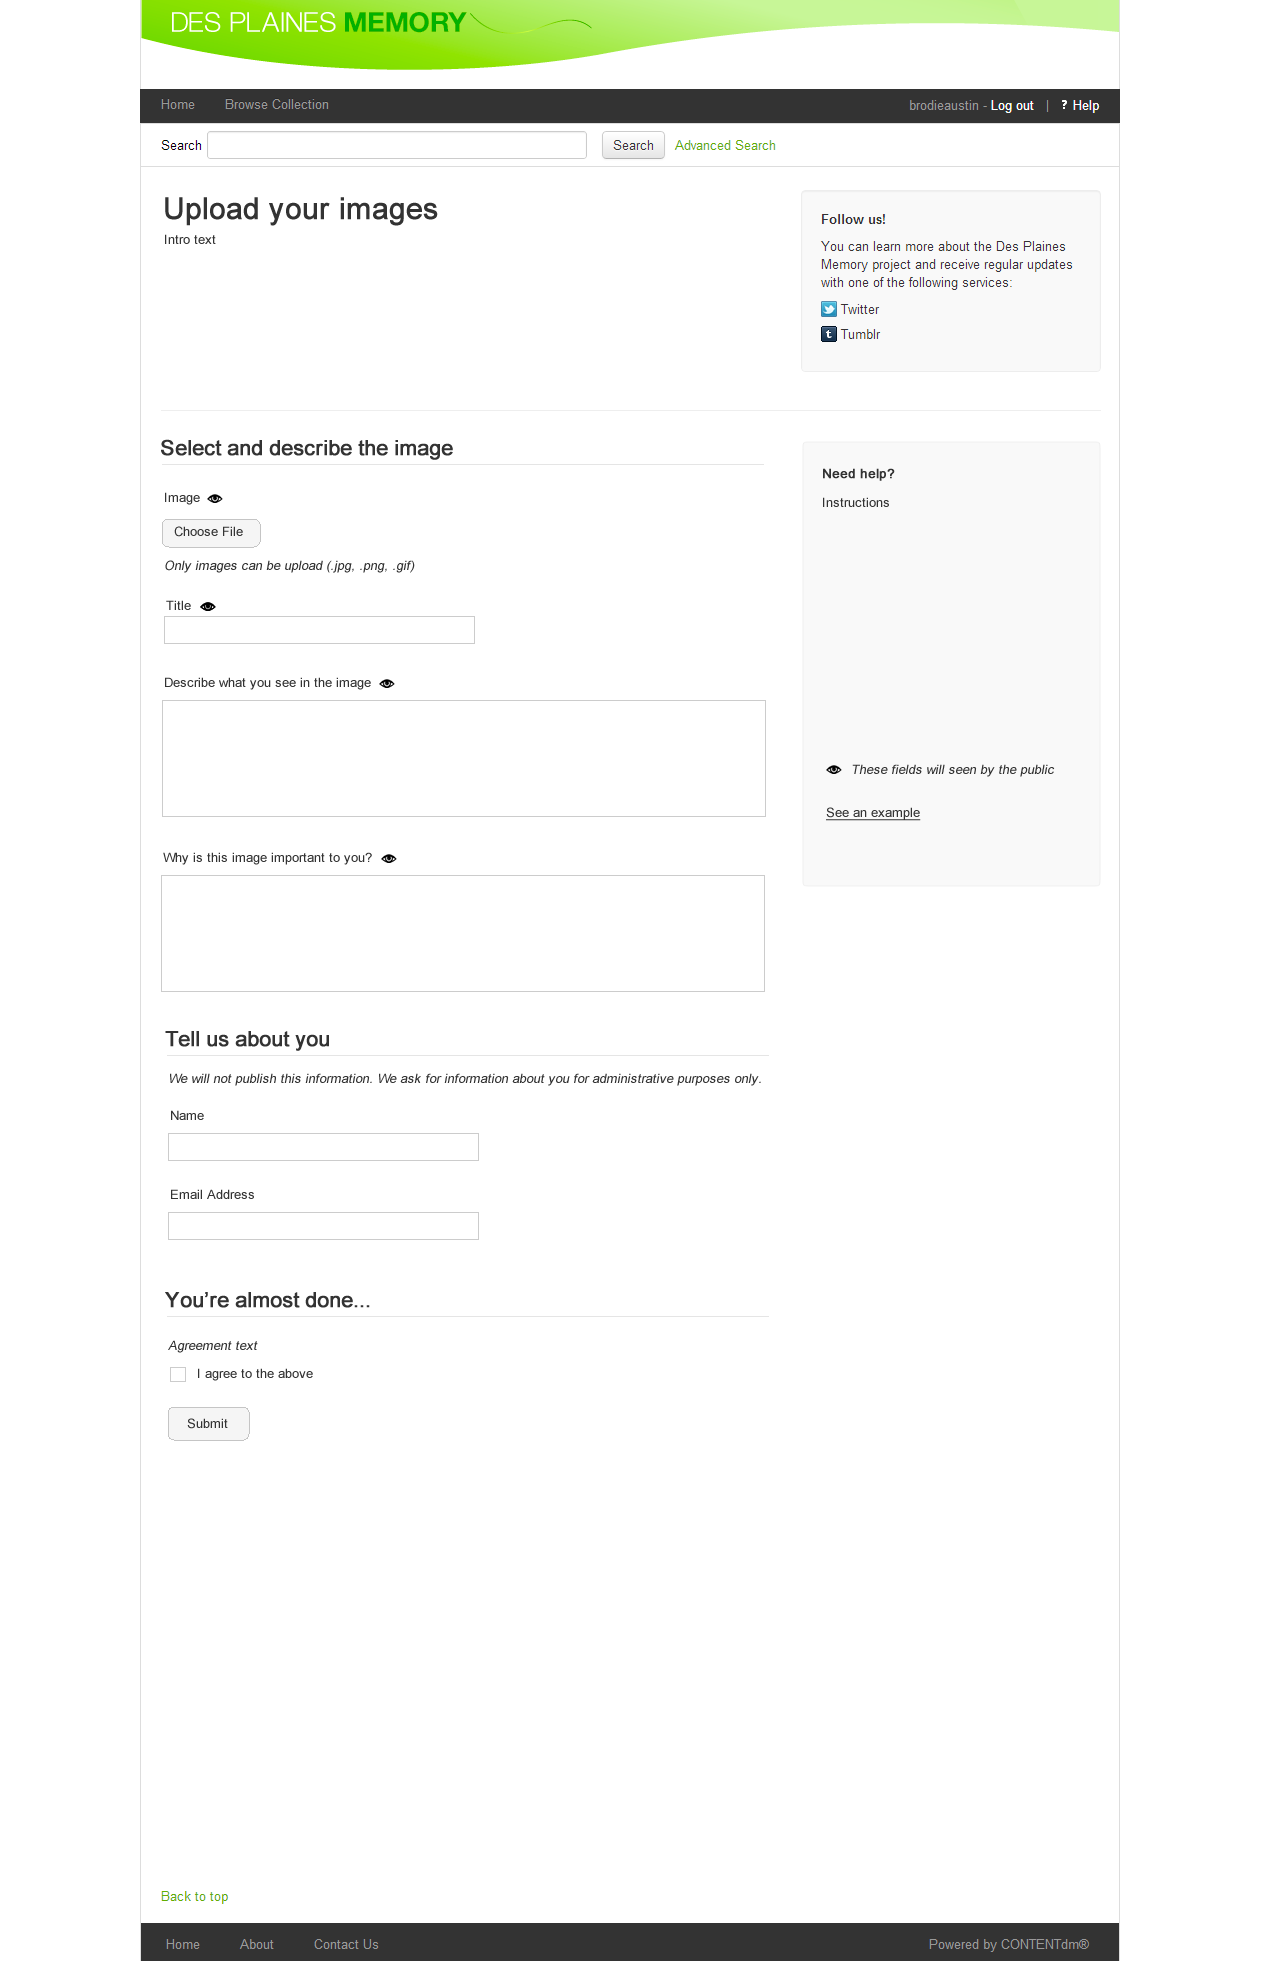 DES PLAINES MEMORY
Home Browse Collection brodieaustin - Log out | ? Help
Search Search Advanced Search
Upload your images
Intro text
Follow us!
You can learn more about the Des Plaines
Memory project and receive regular updates
with one of the following services:
Twitter
Tumblr
Select and describe the image
Image
Choose File
Only images can be upload (.jpg, .png, .gif)
Title
Describe what you see in the image
Why is this image important to you?
Need help?
Instructions
These fields will seen by the public
See an example
Tell us about you
We will not publish this information. We ask for information about you for administrative purposes only.
Name
Email Address
You're almost done...
Agreement text
I agree to the above
Submit
Back to top
Home About Contact Us Powered by CONTENTdm®